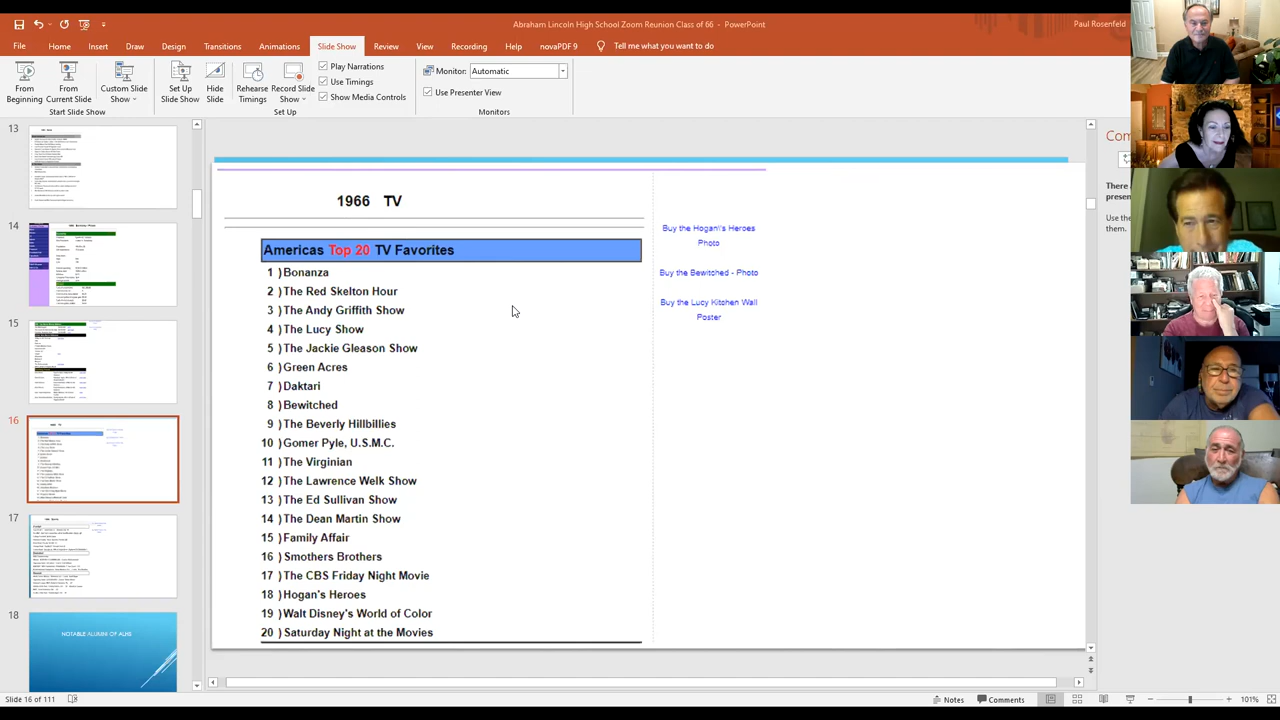 Abraham Lincoln High School Zoom Reunion Class of 66 - PowerPoint
Paul Rosenfeld
File Home Insert Draw Design Transitions Animations Slide Show Review View Recording Help novaPDF 9 Tell me what you want to do
From Beginning
From Current Slide
Custom Slide Show
Start Slide Show
Set Up Slide Show
Hide Slide
Rehearse Timings
Record Slide Show
Play Narrations
Use Timings
Show Media Controls
Set Up
Monitor: Automatic
Use Presenter View
Monitors
13
14
15
16
17
18
NOTABLE ALUMNI OF ALHS
1966 TV
Americas Top 20 TV Favorites
1 ) Bonanza
2 ) The Red Skelton Hour
3 ) The Andy Griffith Show
4 ) The Lucy Show
5 ) The Jackie Gleason Show
6 ) Green Acres
7 ) Daktari
8 ) Bewitched
9 ) The Beverly Hillbillies
10 ) Gomer Pyle, U.S.M.C.
11 ) The Virginian
12 ) The Lawrence Welk Show
13 ) The Ed Sullivan Show
14 ) The Dean Martin Show
15 ) Family Affair
16 ) Smothers Brothers
17 ) The CBS Friday Night Movie
18 ) Hogan's Heroes
19 ) Walt Disney's World of Color
20 ) Saturday Night at the Movies
Buy the Hogan\'s Heroes
Photo
Buy the Bewitched - Photo
Buy the Lucy Kitchen Wall
Poster
Com
There a
presen
Use the
them.
Slide 16 of 111
Notes
Comments
101%